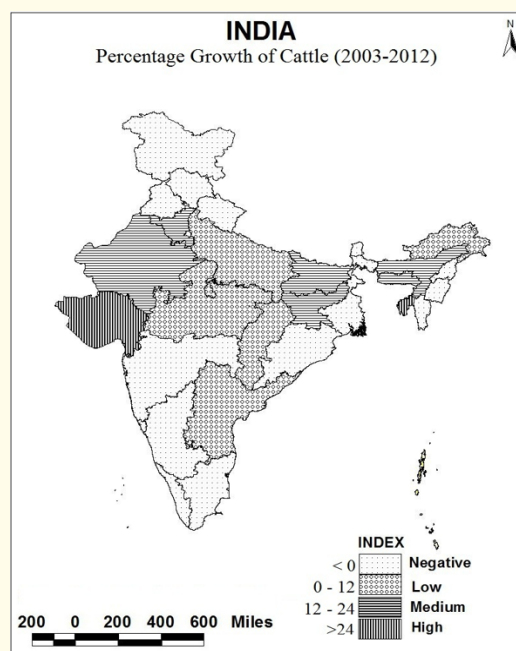 INDIA
N
Percentage Growth of Cattle (2003-2012)
INDEX
< 0 Negative
0 - 12 Low
12 - 24 Medium
>24 High
200 0 200 400 600 Miles